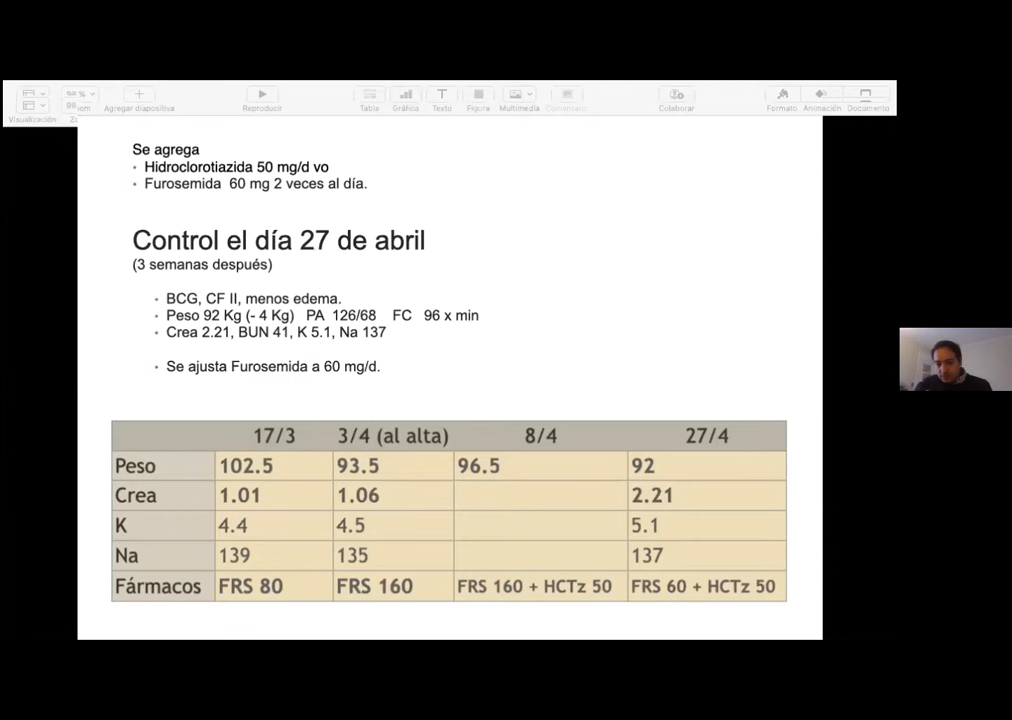 98 %
Visualización
Zoom
Agregar diapositiva
Reproducir
Tabla
Gráfica
Texto
Figura
Multimedia
Comentario
Colaborar
Formato
Animación
Documento
Se agrega
• Hidroclorotiazida 50 mg/d vo
• Furosemida 60 mg 2 veces al día.
Control el día 27 de abril
(3 semanas después)
• BCG, CF II, menos edema.
• Peso 92 Kg (- 4 Kg) PA 126/68 FC 96 x min
• Crea 2.21, BUN 41, K 5.1, Na 137
• Se ajusta Furosemida a 60 mg/d.
17/3 3/4 (al alta) 8/4 27/4
Peso 102.5 93.5 96.5 92
Crea 1.01 1.06 2.21
K 4.4 4.5 5.1
Na 139 135 137
Fármacos FRS 80 FRS 160 FRS 160 + HCTz 50 FRS 60 + HCTz 50